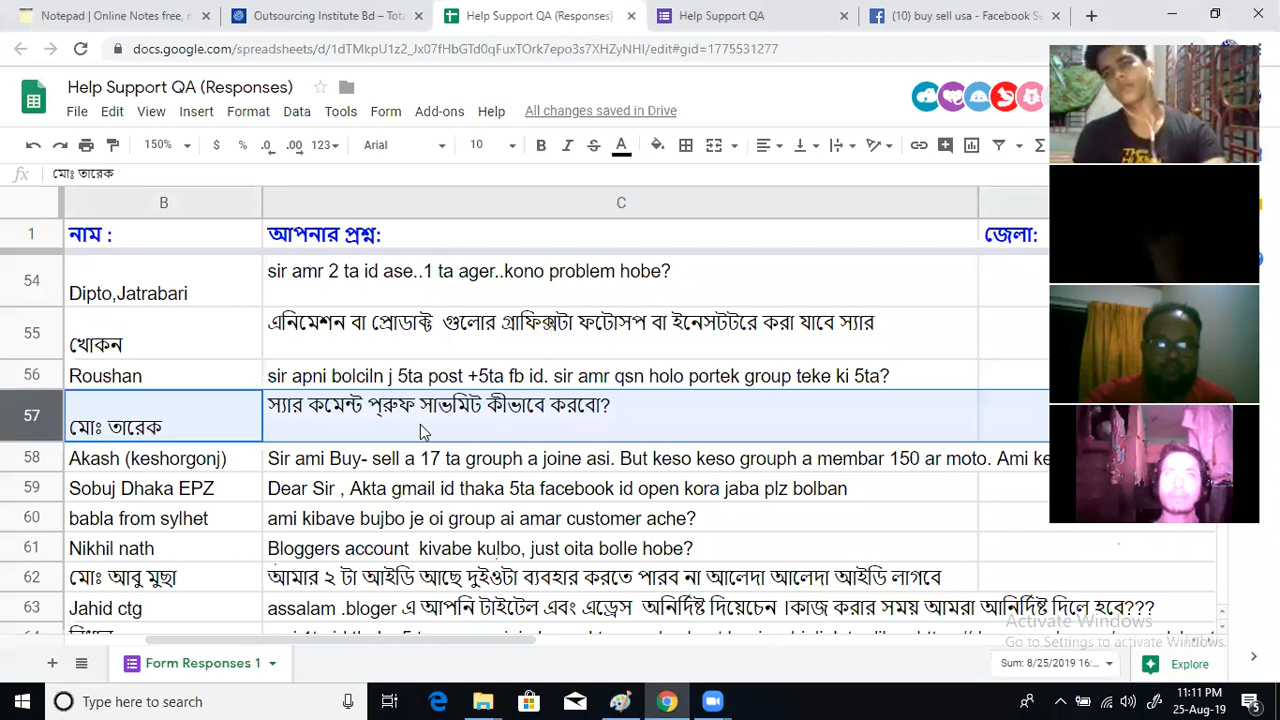 Notepad | Online Notes free, n
Outsourcing Institute Bd – Tota
Help Support QA (Responses)
Help Support QA
(10) buy sell usa - Facebook Se
docs.google.com/spreadsheets/d/1dTMkpU1z2_Jx07fHbGTd0qFuxTOrk7epo3s7XHZyNHI/edit#gid=1775531277
Help Support QA (Responses)
File Edit View Insert Format Data Tools Form Add-ons Help All changes saved in Drive
150% $ % .0 .00 123 Arial 10 B I S A Σ
fx মোঃ তারেক
B C
1 নাম : আপনার প্রশ্ন: জেলা:
54 Dipto,Jatrabari sir amr 2 ta id ase..1 ta ager..kono problem hobe?
55 খোকন এনিমেশন বা প্রোডাক্ট গুলোর গ্রাফিক্সটা ফটোসপ বা ইনেসটটরে করা যাবে স্যার
56 Roushan sir apni bolciln j 5ta post +5ta fb id. sir amr qsn holo portek group teke ki 5ta?
57 মোঃ তারেক স্যার কমেন্ট প্রুফ সাভমিট কীভাবে করবো?
58 Akash (keshorgonj) Sir ami Buy- sell a 17 ta grouph a joine asi. But keso keso grouph a membar 150 ar moto. Ami ke
59 Sobuj Dhaka EPZ Dear Sir , Akta gmail id thaka 5ta facebook id open kora jaba plz bolban
60 babla from sylhet ami kibave bujbo je oi group ai amar customer ache?
61 Nikhil nath Bloggers account kivabe kulbo, just oita bolle hobe?
62 মোঃ আবু মুছা আমার ২ টা আইডি আছে দুইওটা ব্যবহার করতে পারব না আলেদা আলেদা আইডি লাগবে
63 Jahid ctg assalam .bloger এ আপনি টাইটেল এবং এড্রেস অনির্দিষ্ট দিয়েচেন ।কাজ করার সময় আমরা আনির্দিষ্ট দিলে হবে???
Activate Windows
Go to Settings to activate Windows.
Form Responses 1
Sum: 8/25/2019 16:...
Explore
Type here to search
11:11 PM
25-Aug-19
5